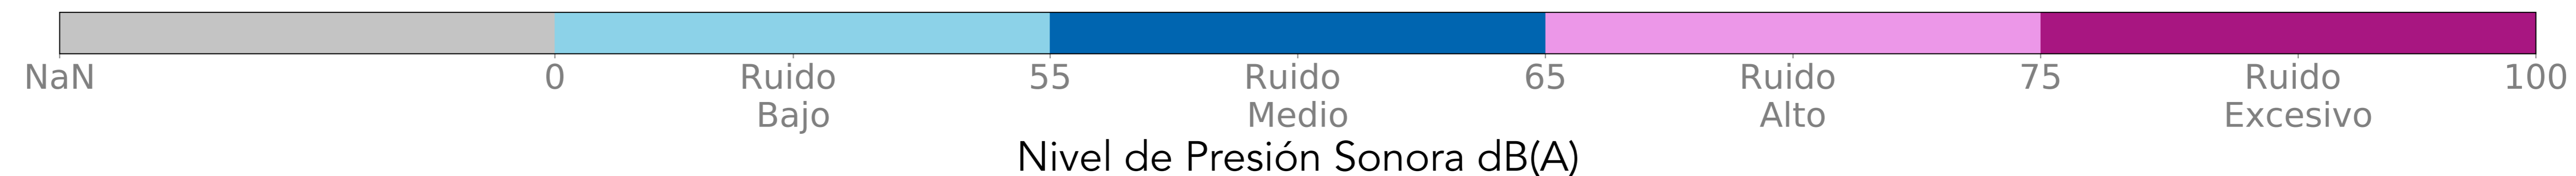 NaN 0 Ruido 55 Ruido 65 Ruido 75 Ruido 100
Bajo Medio Alto Excesivo
Nivel de Presión Sonora dB(A)